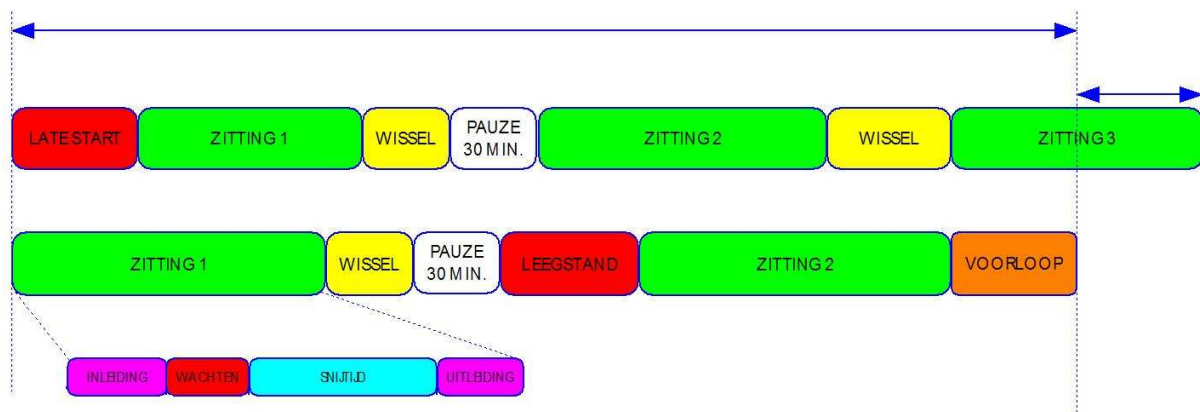 LATE START
ZITTING 1
WISSEL
PAUZE
30 MIN.
ZITTING 2
WISSEL
ZITTING 3
ZITTING 1
WISSEL
PAUZE
30 MIN.
LEEGSTAND
ZITTING 2
VOORLOOP
INLEIDING
WACHTEN
SNIJTIJD
UITLEIDING